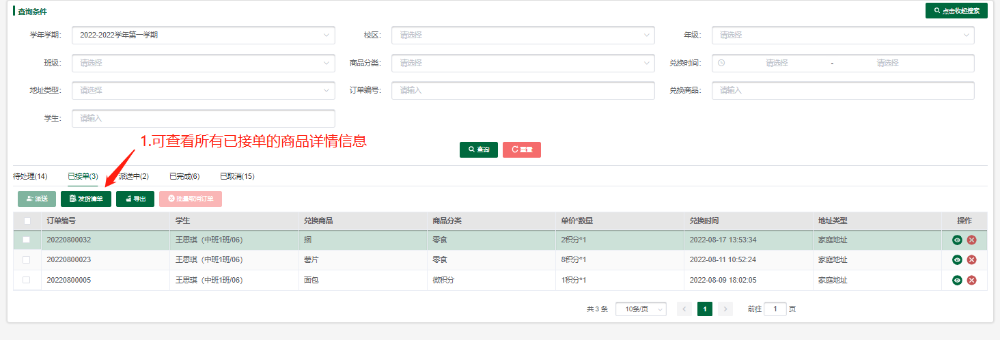 查询条件
点击收起搜索
学年学期： 2022-2022学年第一学期 校区： 请选择 年级： 请选择
班级： 请选择 商品分类： 请选择 兑换时间： 请选择 - 请选择
地址类型： 请选择 订单编号： 请输入 兑换商品： 请输入
学生： 请输入
1.可查看所有已接单的商品详情信息
查询 重置
待处理(14) 已接单(3) 派送中(2) 已完成(6) 已取消(15)
派送 发货清单 导出 批量取消订单
订单编号 学生 兑换商品 商品分类 单价*数量 兑换时间 地址类型 操作
20220800032 王思琪（中班1班/06） 捆 零食 2积分*1 2022-08-17 13:53:34 家庭地址
20220800023 王思琪（中班1班/06） 薯片 零食 8积分*1 2022-08-11 10:52:24 家庭地址
20220800005 王思琪（中班1班/06） 面包 微积分 1积分*1 2022-08-09 18:02:05 家庭地址
共 3 条 10条/页 1 前往 1 页